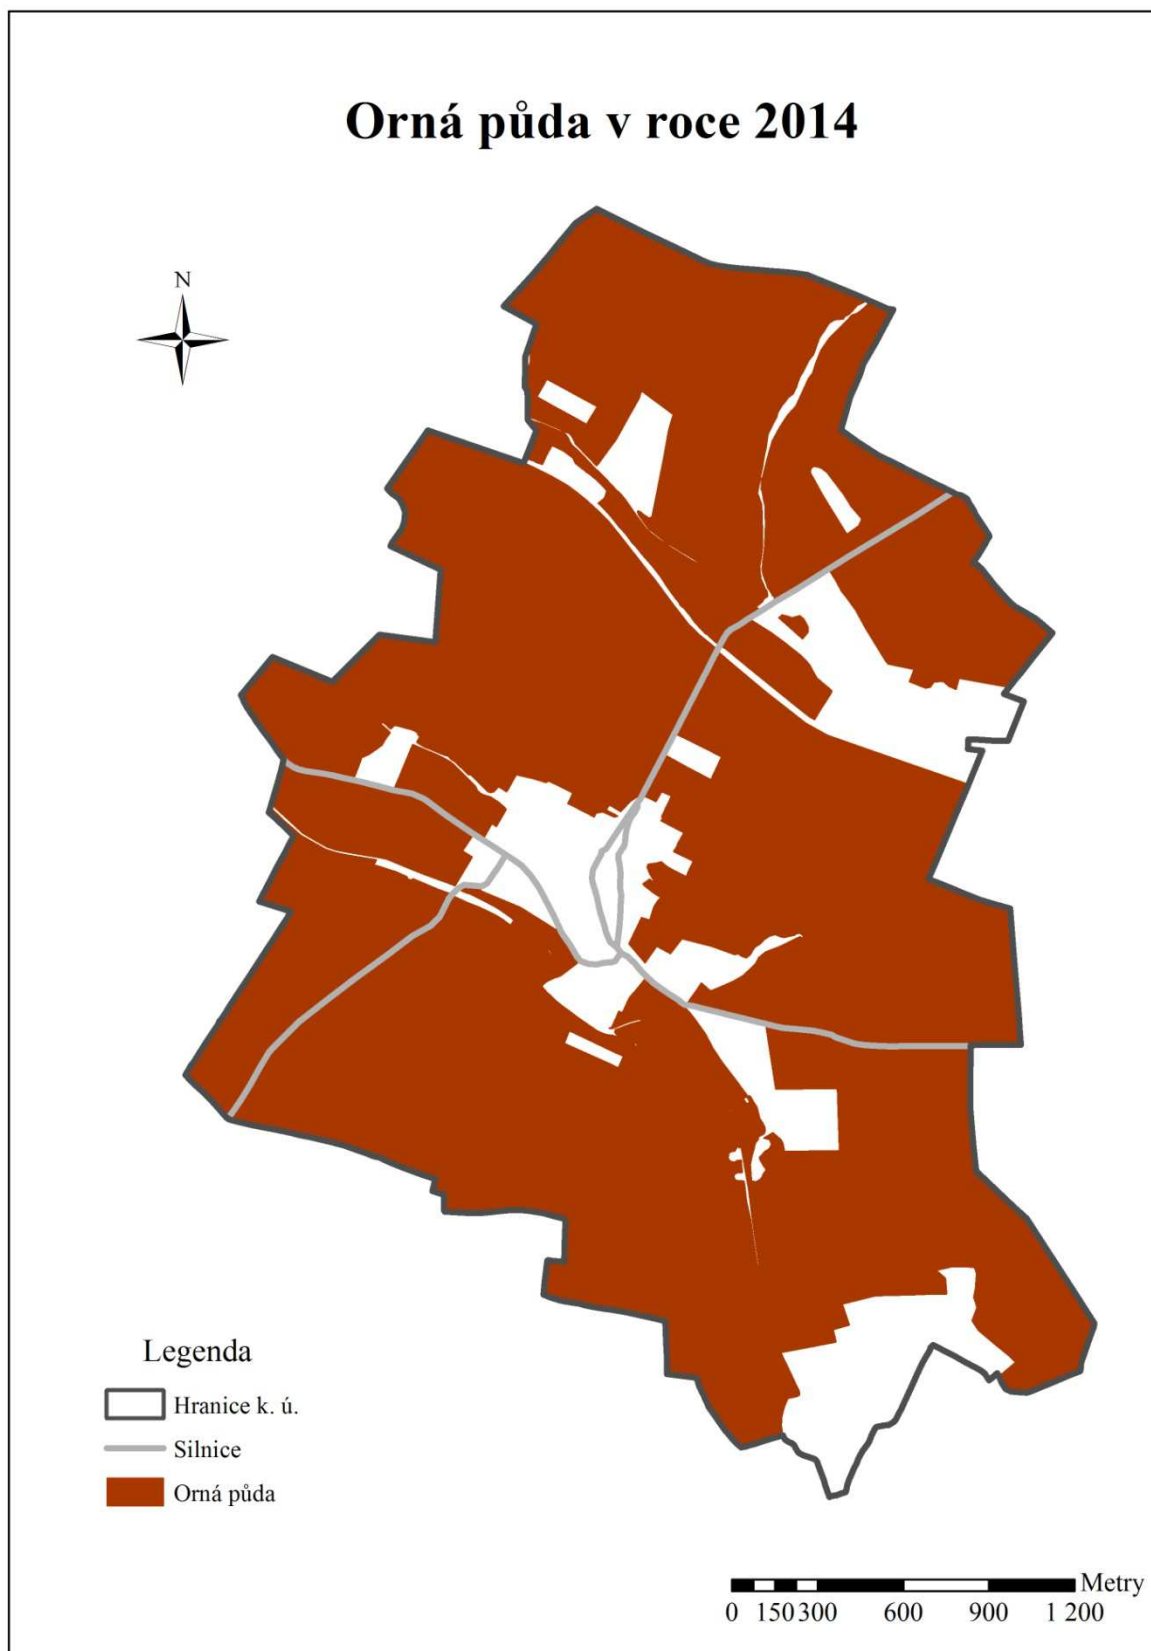 Orná půda v roce 2014
N
Legenda
Hranice k. ú.
Silnice
Orná půda
Metry
0 150 300 600 900 1 200